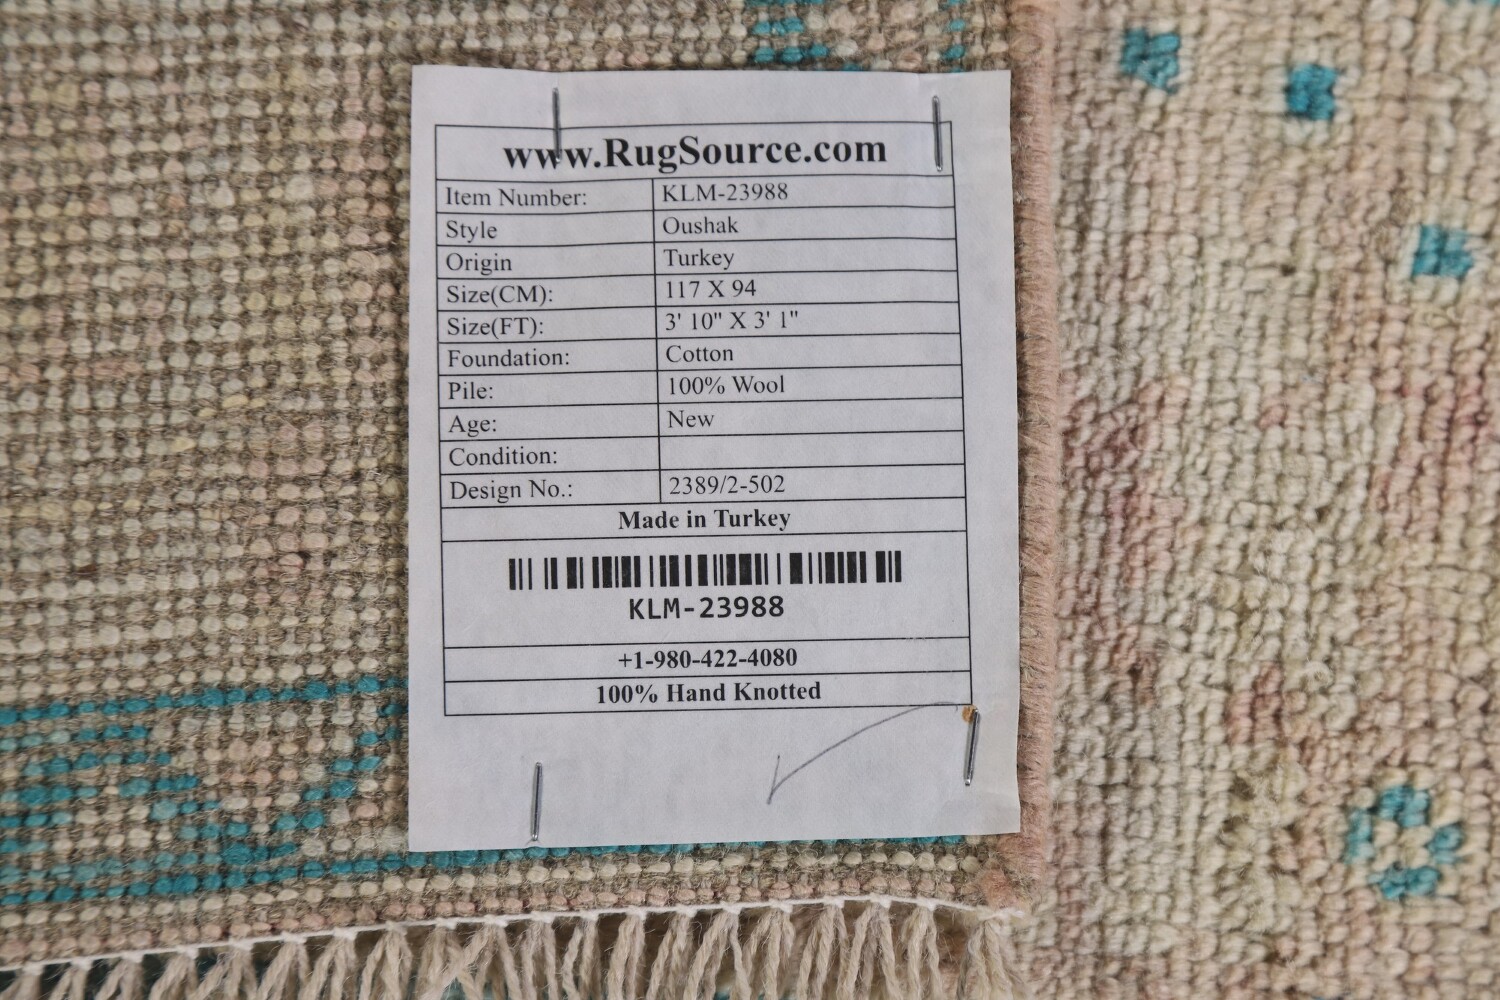 www.RugSource.com
Item Number: KLM-23988
Style Oushak
Origin Turkey
Size(CM): 117 X 94
Size(FT): 3' 10" X 3' 1"
Foundation: Cotton
Pile: 100% Wool
Age: New
Condition:
Design No.: 2389/2-502
Made in Turkey
KLM-23988
+1-980-422-4080
100% Hand Knotted